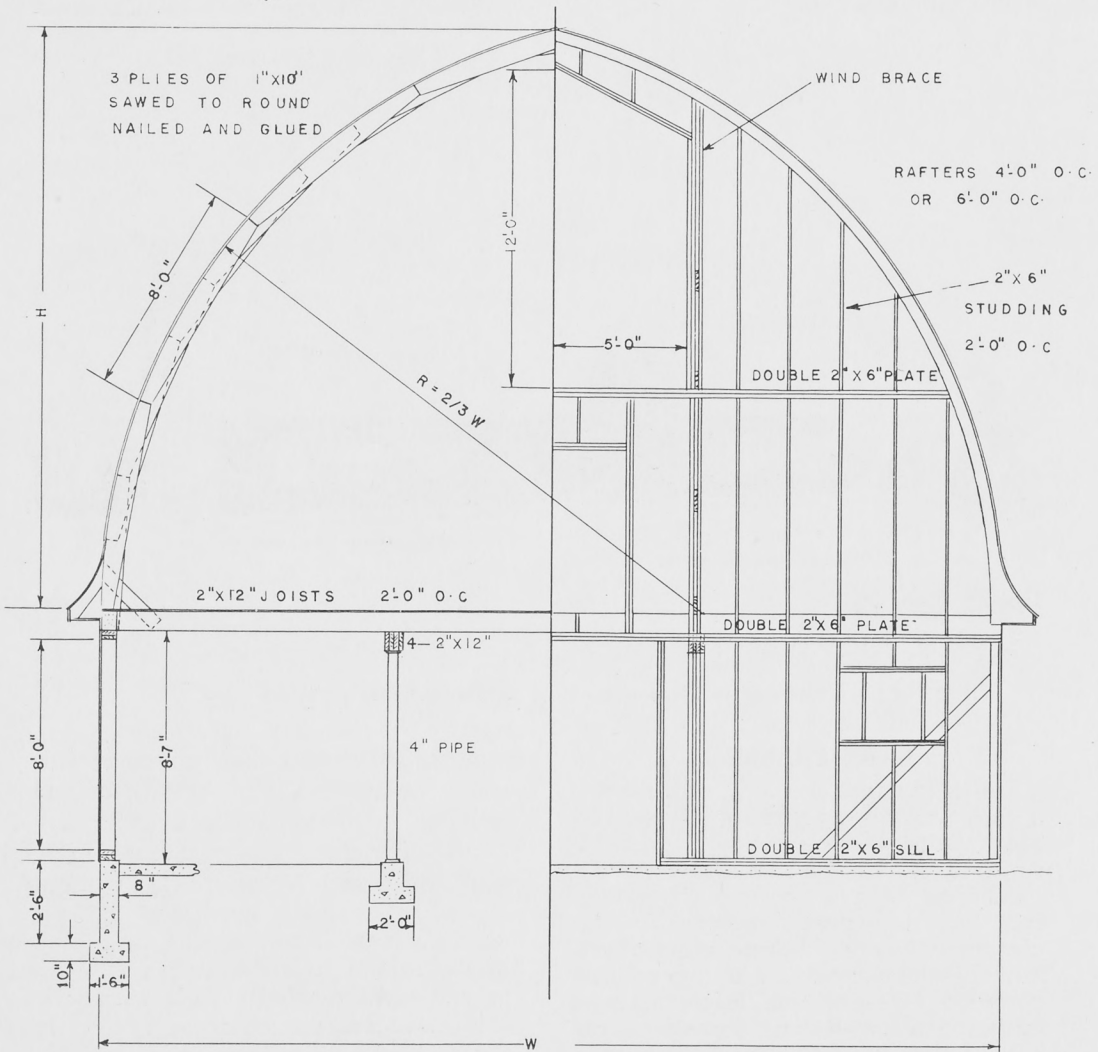 3 PLIES OF 1"X10"
SAWED TO ROUND
NAILED AND GLUED
WIND BRACE
RAFTERS 4'-0" O.C.
OR 6'-0" O.C.
12'-0"
8'-0"
H
2"X 6"
STUDDING
2'-0" O.C
5'-0"
R = 2/3 W
DOUBLE 2"X 6" PLATE
2"X12" JOISTS 2'-0" O.C
DOUBLE 2"X6" PLATE
4— 2"X12"
8'-0"
8'-7"
4" PIPE
DOUBLE 2"X6" SILL
8"
2'-6"
2'-0"
10"
1'-6"
W